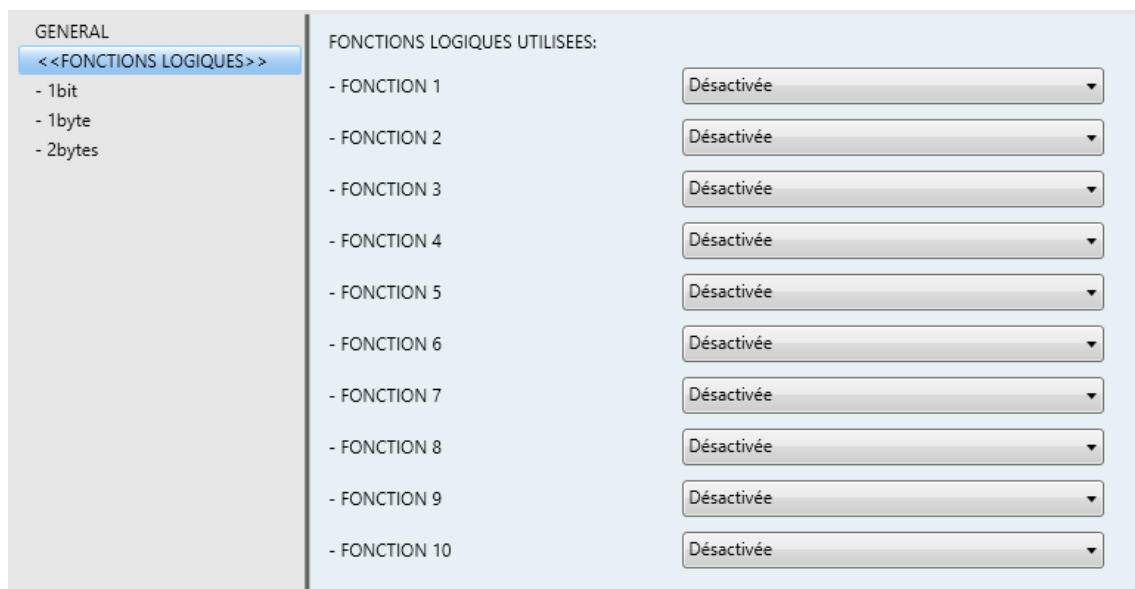 GENERAL
<<FONCTIONS LOGIQUES>>
- 1bit
- 1byte
- 2bytes
FONCTIONS LOGIQUES UTILISEES:
- FONCTION 1 Désactivée
- FONCTION 2 Désactivée
- FONCTION 3 Désactivée
- FONCTION 4 Désactivée
- FONCTION 5 Désactivée
- FONCTION 6 Désactivée
- FONCTION 7 Désactivée
- FONCTION 8 Désactivée
- FONCTION 9 Désactivée
- FONCTION 10 Désactivée